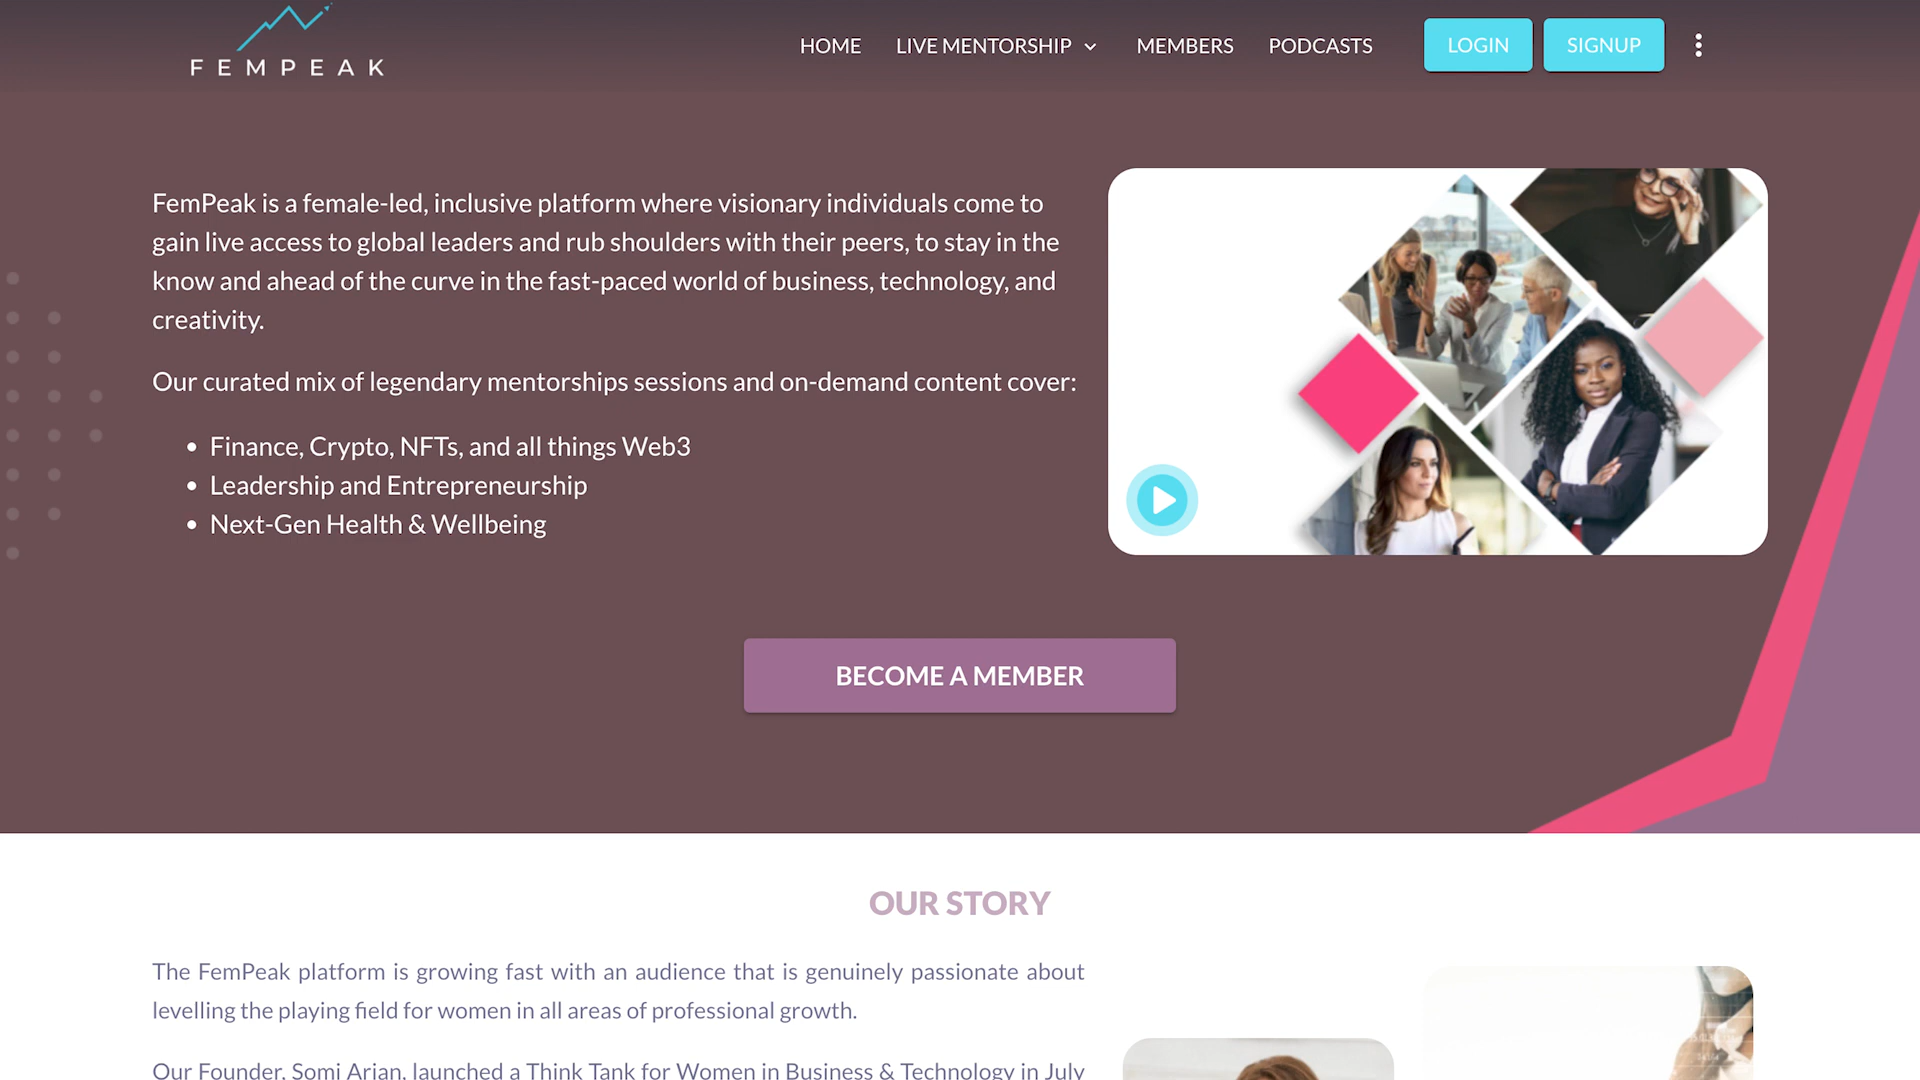 FEMPEAK
HOME LIVE MENTORSHIP MEMBERS PODCASTS LOGIN SIGNUP
FemPeak is a female-led, inclusive platform where visionary individuals come to
gain live access to global leaders and rub shoulders with their peers, to stay in the
know and ahead of the curve in the fast-paced world of business, technology, and
creativity.
Our curated mix of legendary mentorships sessions and on-demand content cover:
• Finance, Crypto, NFTs, and all things Web3
• Leadership and Entrepreneurship
• Next-Gen Health & Wellbeing
BECOME A MEMBER
OUR STORY
The FemPeak platform is growing fast with an audience that is genuinely passionate about
levelling the playing field for women in all areas of professional growth.
Our Founder, Somi Arian, launched a Think Tank for Women in Business & Technology in July